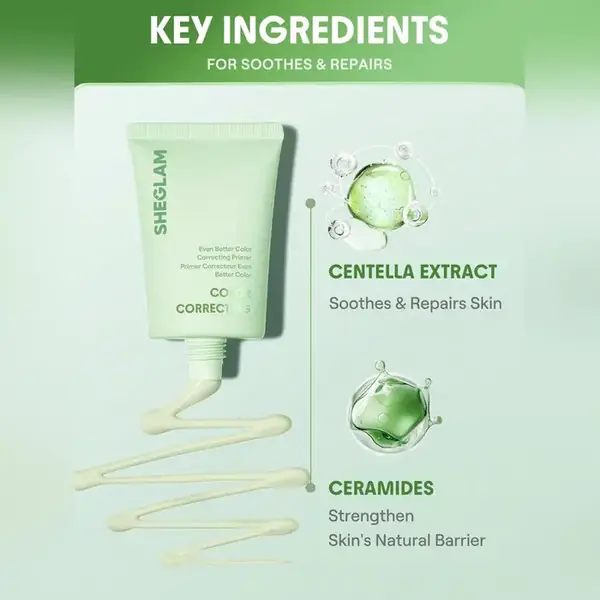 KEY INGREDIENTS
FOR SOOTHES & REPAIRS
SHEGLAM
Even Better Color
Correcting Primer
Primer Correcteur Even
Better Color
CENTELLA EXTRACT
Soothes & Repairs Skin
CERAMIDES
Strengthen
Skin's Natural Barrier